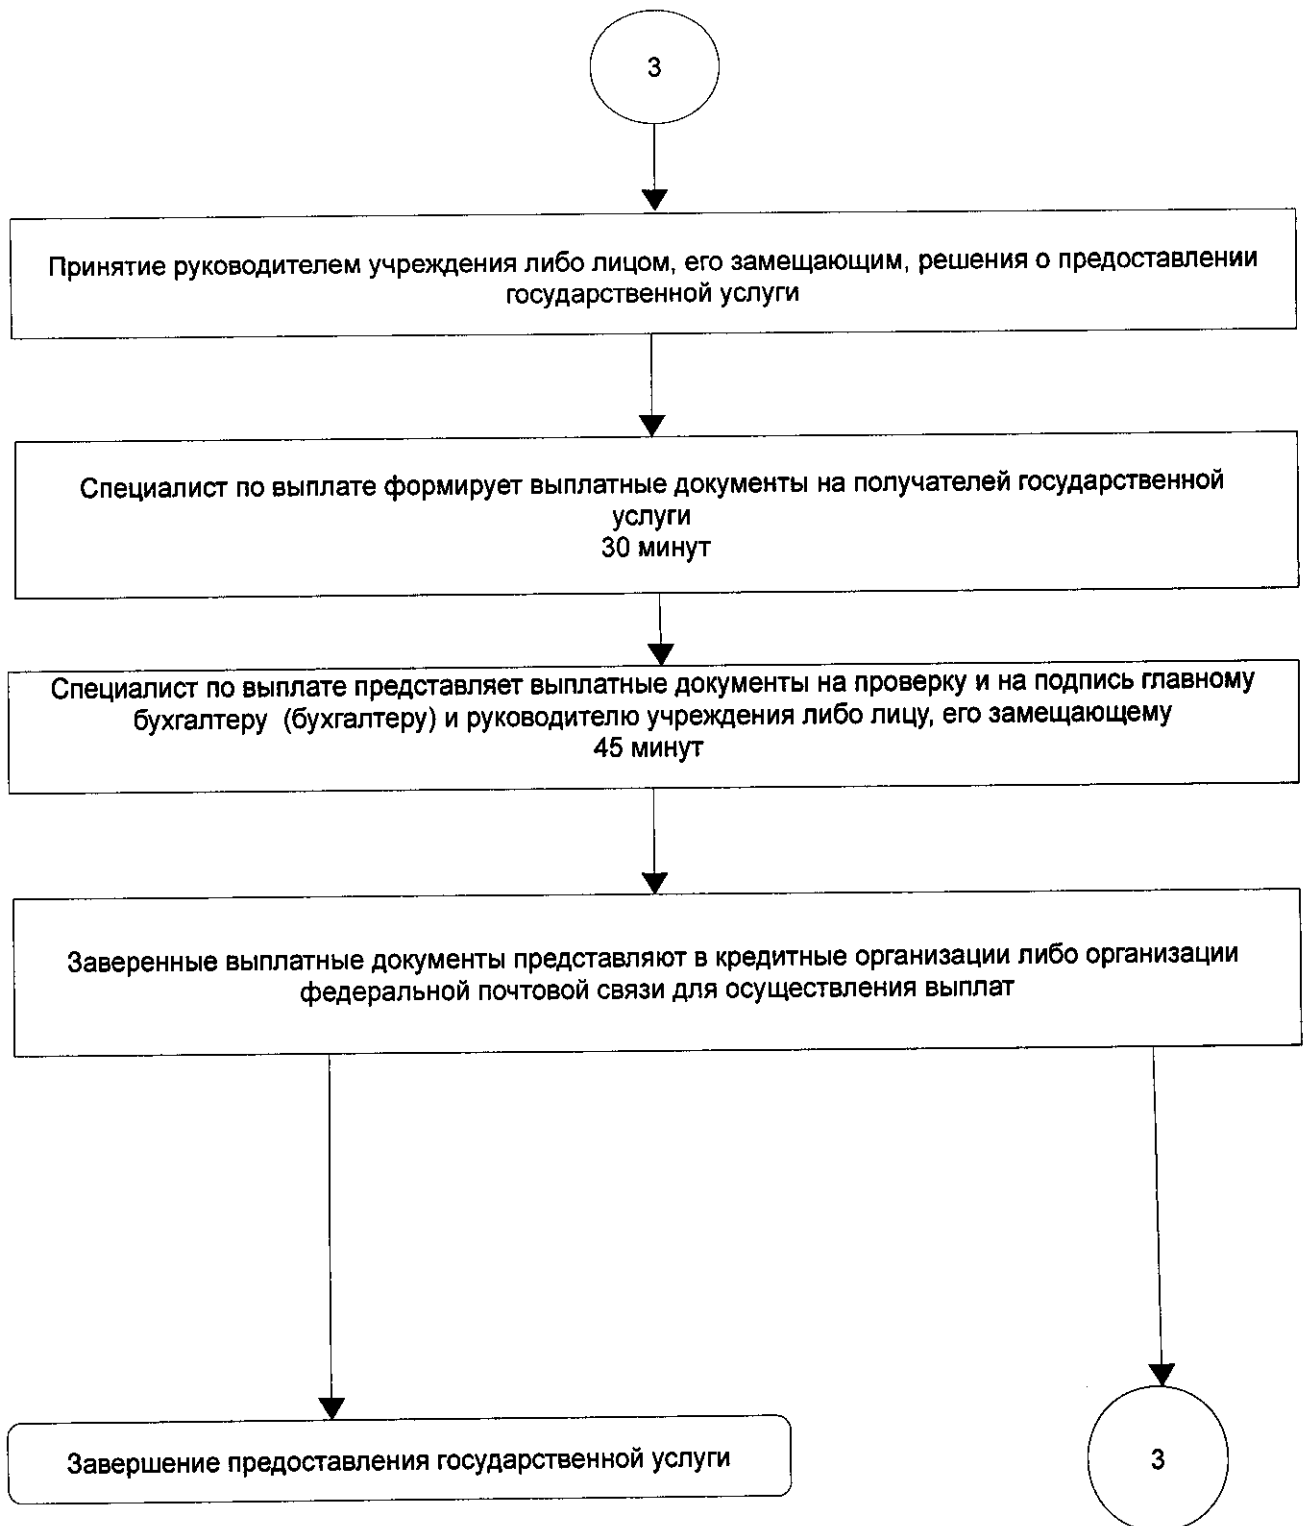 3
Принятие руководителем учреждения либо лицом, его замещающим, решения о предоставлении
государственной услуги
Специалист по выплате формирует выплатные документы на получателей государственной
услуги
30 минут
Специалист по выплате представляет выплатные документы на проверку и на подпись главному
бухгалтеру (бухгалтеру) и руководителю учреждения либо лицу, его замещающему
45 минут
Заверенные выплатные документы представляют в кредитные организации либо организации
федеральной почтовой связи для осуществления выплат
Завершение предоставления государственной услуги
3